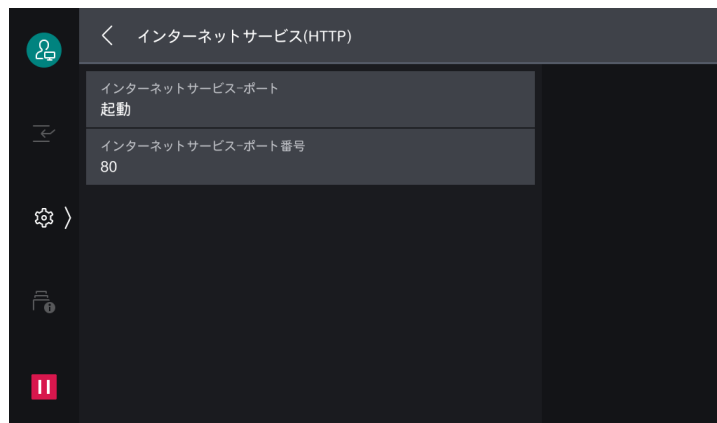 インターネットサービス(HTTP)
インターネットサービス-ポート
起動
インターネットサービス-ポート番号
80